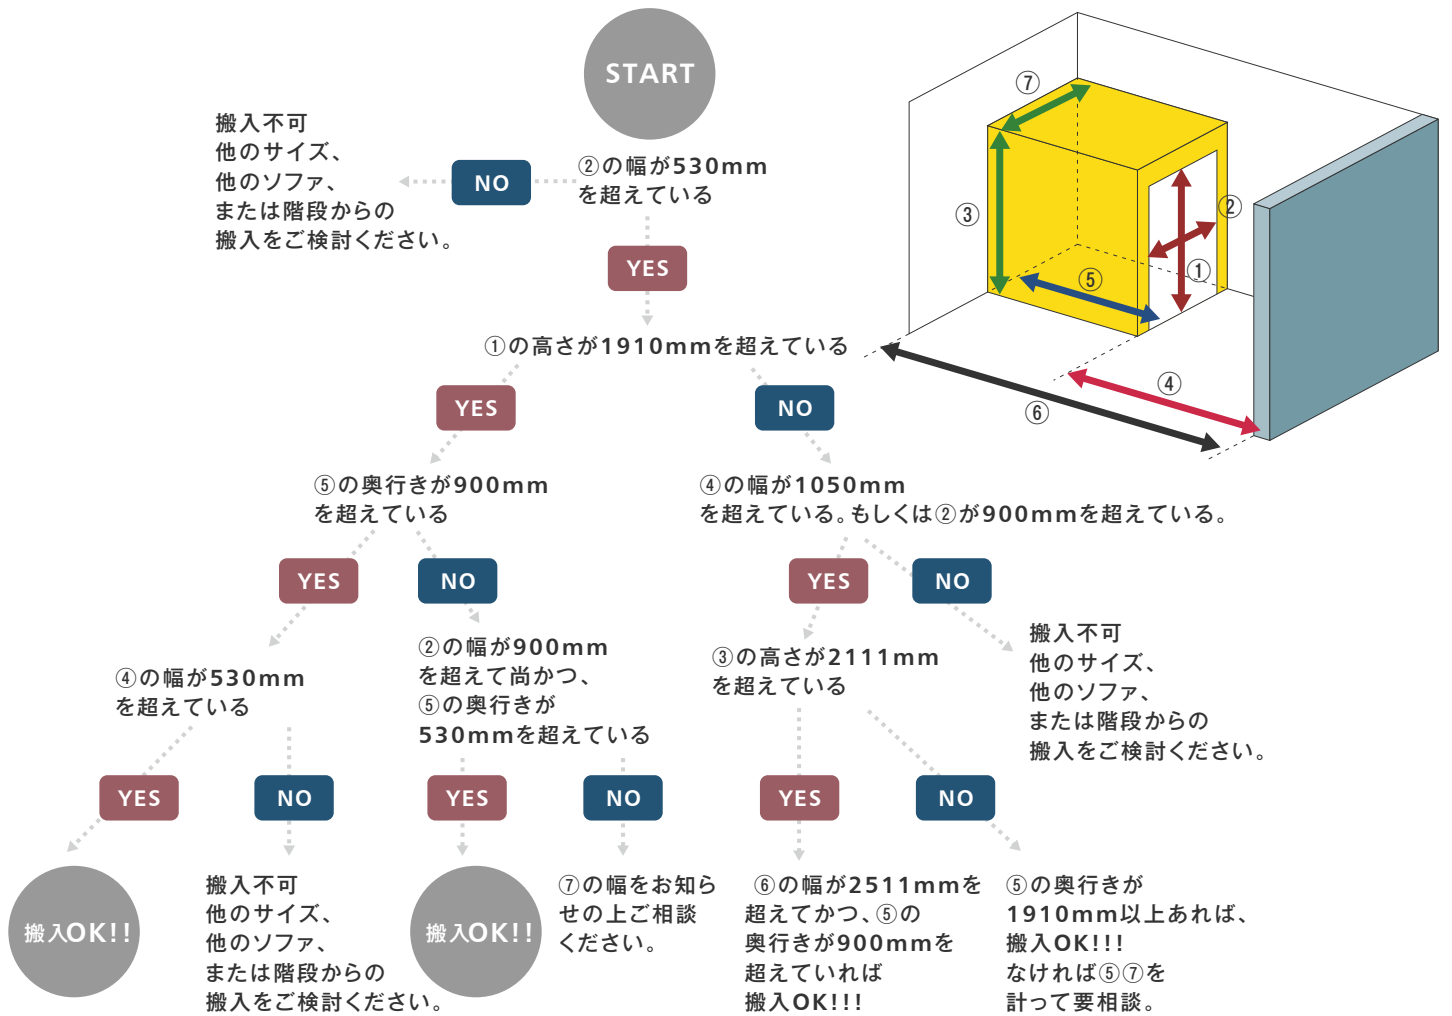 START
②の幅が530mm
を超えている
NO
搬入不可
他のサイズ、
他のソファ、
または階段からの
搬入をご検討ください。
YES
①の高さが1910mmを超えている
YES
NO
⑤の奥行きが900mm
を超えている
④の幅が1050mm
を超えている。もしくは②が900mmを超えている。
YES
NO
YES
NO
④の幅が530mm
を超えている
②の幅が900mm
を超えて尚かつ、
⑤の奥行きが
530mmを超えている
③の高さが2111mm
を超えている
搬入不可
他のサイズ、
他のソファ、
または階段からの
搬入をご検討ください。
YES
NO
YES
NO
YES
NO
搬入OK!!
搬入不可
他のサイズ、
他のソファ、
または階段からの
搬入をご検討ください。
搬入OK!!
⑦の幅をお知ら
せの上ご相談
ください。
⑥の幅が2511mmを
超えてかつ、⑤の
奥行きが900mmを
超えていれば
搬入OK!!!
⑤の奥行きが
1910mm以上あれば、
搬入OK!!!
なければ⑤⑦を
計って要相談。
⑦
③
②
①
⑤
④
⑥